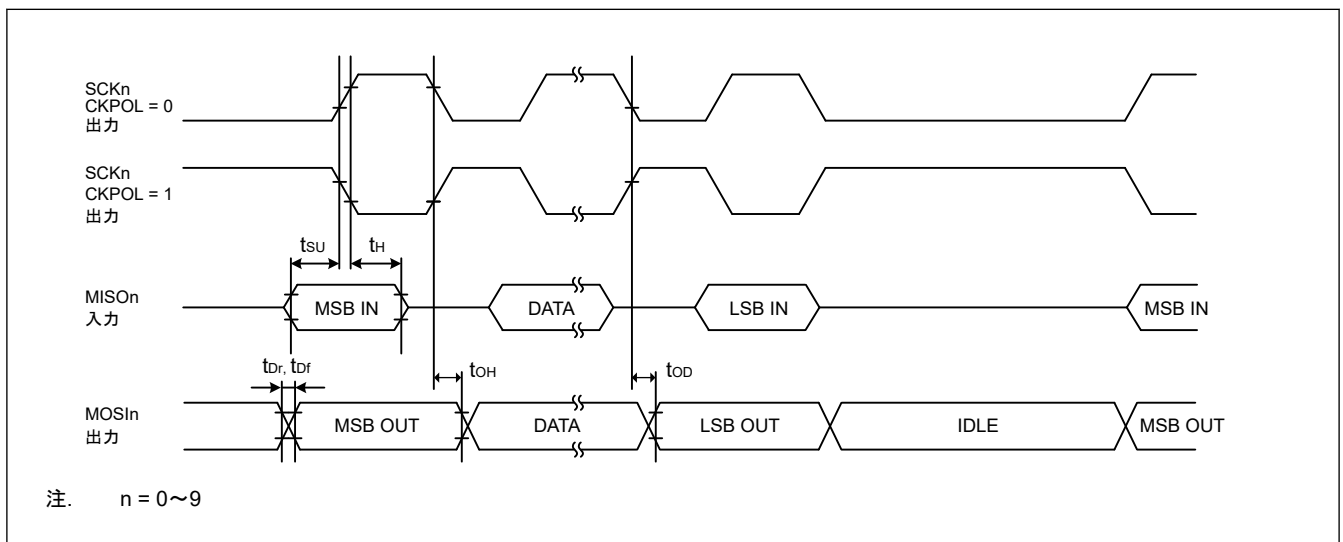 SCKn
CKPOL = 0
出力
SCKn
CKPOL = 1
出力
tSU
tH
MISOn
入力
MSB IN
DATA
LSB IN
MSB IN
tDr, tDf
tOH
tOD
MOSIn
出力
MSB OUT
DATA
LSB OUT
IDLE
MSB OUT
注. n = 0～9